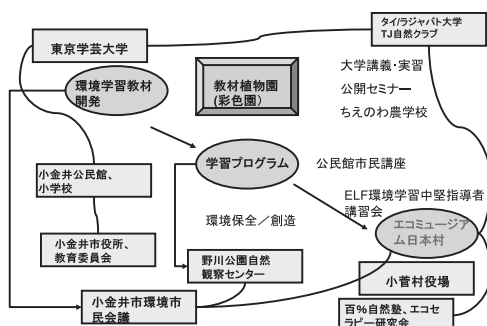 東京学芸大学
タイ/ラジャバト大学
TJ自然クラブ
環境学習教材
開発
教材植物園
(彩色園)
大学講義・実習
公開セミナー
ちえのわ農学校
学習プログラム
公民館市民講座
小金井公民館、
小学校
ELF環境学習中堅指導者
講習会
環境保全／創造
エコミュージア
ム日本村
小金井市役所、
教育委員会
野川公園自然
観察センター
小菅村役場
小金井市環境市
民会議
百％自然塾、エコセ
ラピー研究会